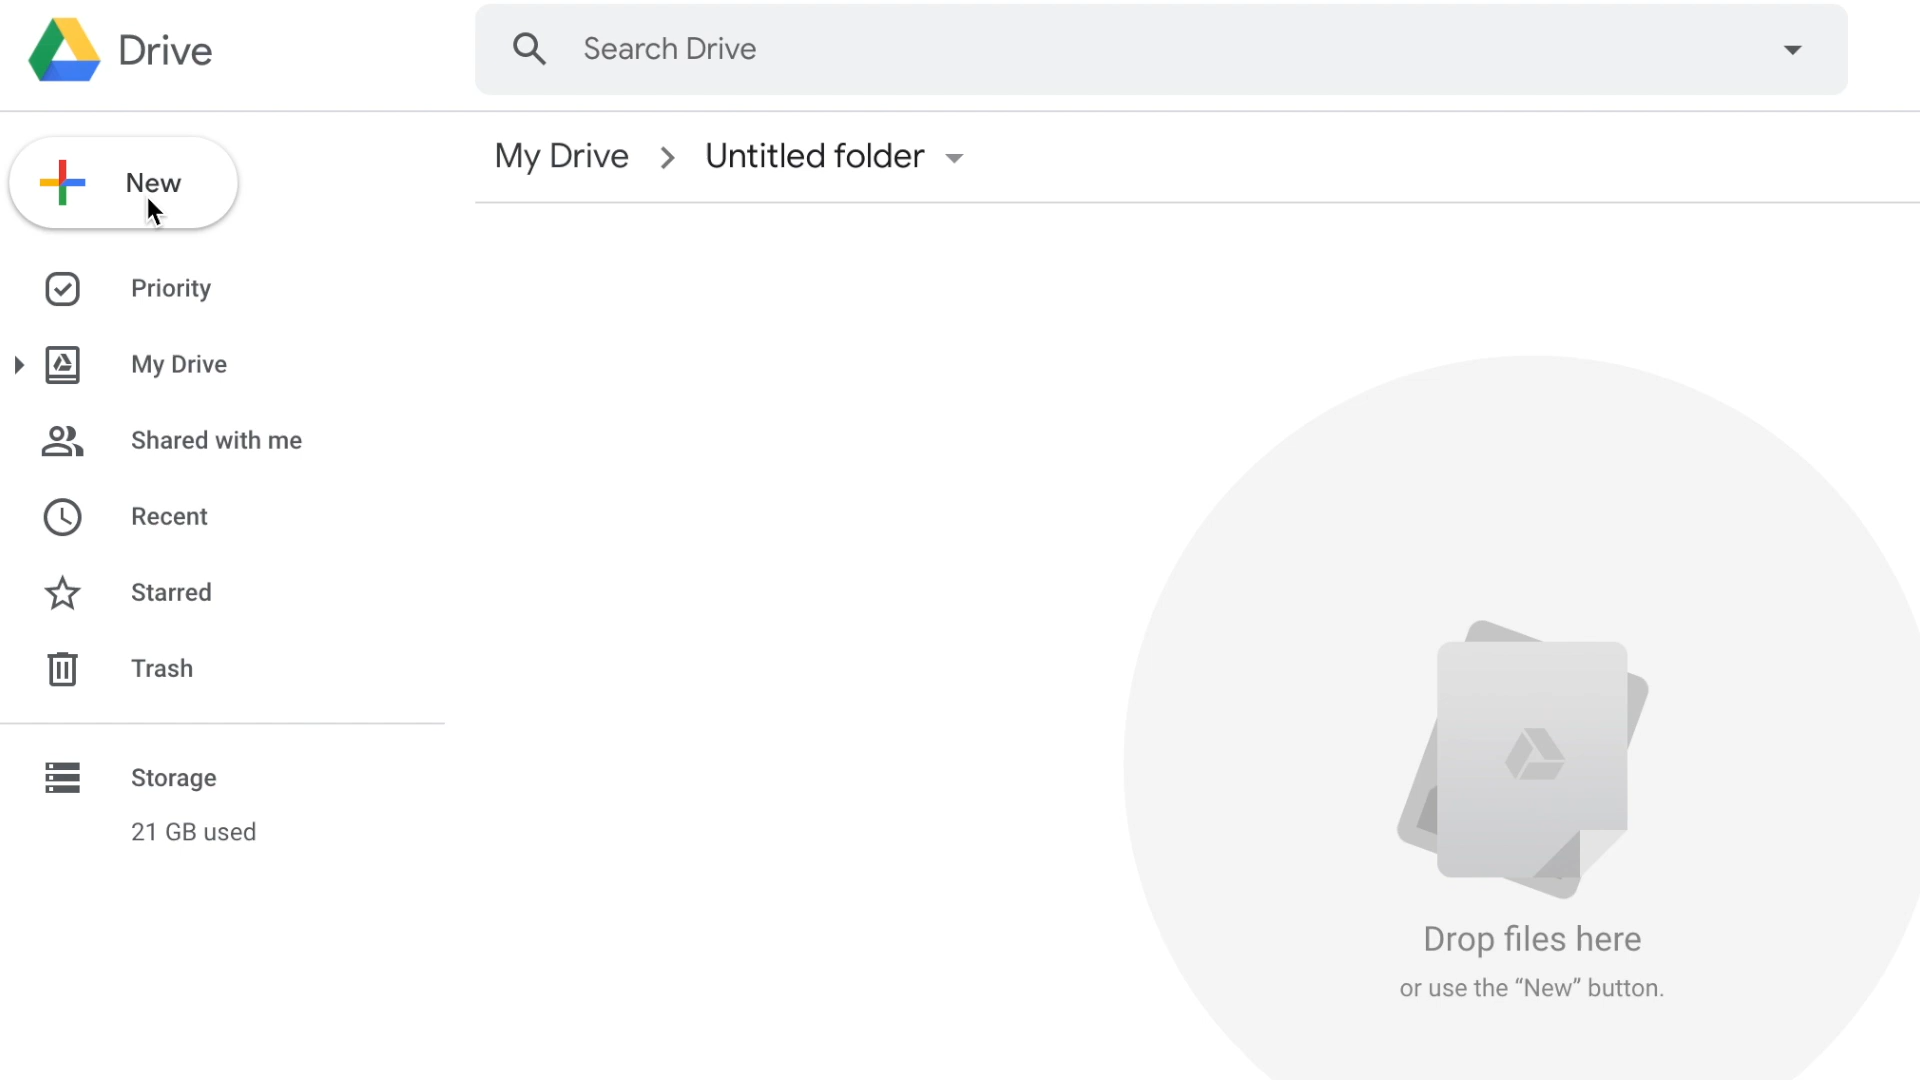 Drive
Search Drive
New
My Drive > Untitled folder
Priority
My Drive
Shared with me
Recent
Starred
Trash
Storage
21 GB used
Drop files here
or use the “New” button.